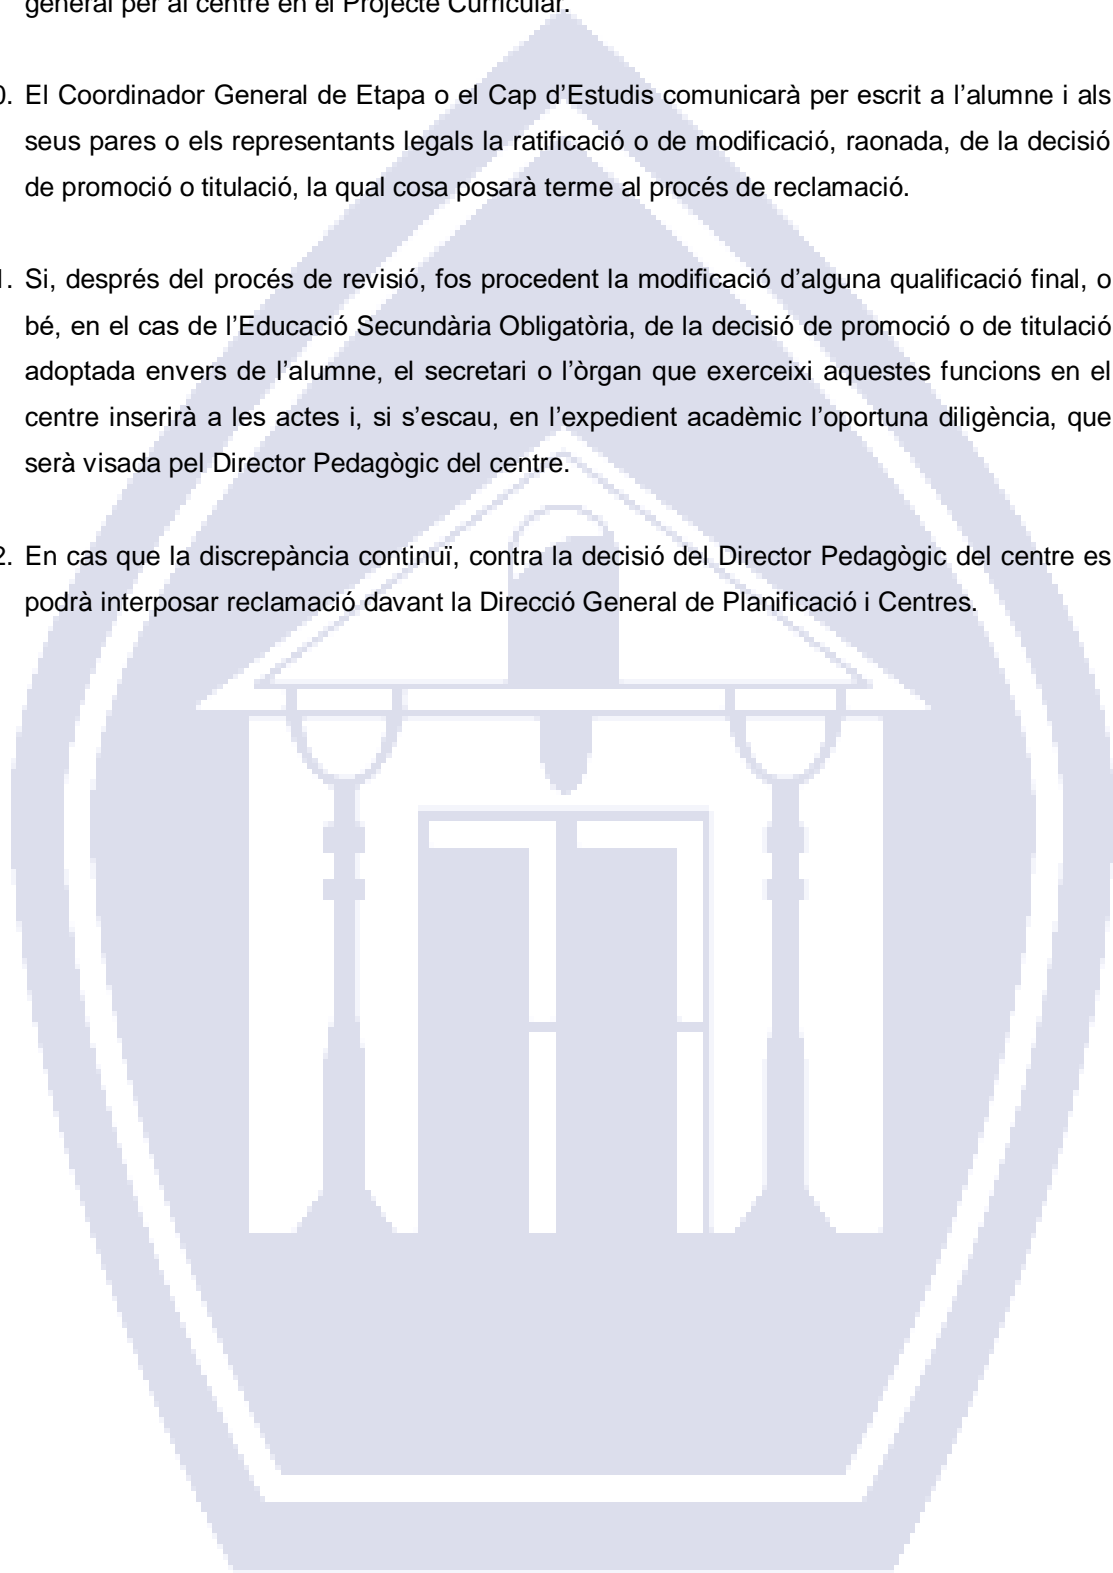 general per al centre en el Projecte Curricular.
0. El Coordinador General de Etapa o el Cap d’Estudis comunicarà per escrit a l’alumne i als
seus pares o els representants legals la ratificació o de modificació, raonada, de la decisió
de promoció o titulació, la qual cosa posarà terme al procés de reclamació.
1. Si, després del procés de revisió, fos procedent la modificació d’alguna qualificació final, o
bé, en el cas de l’Educació Secundària Obligatòria, de la decisió de promoció o de titulació
adoptada envers de l’alumne, el secretari o l’òrgan que exerceixi aquestes funcions en el
centre inserirà a les actes i, si s’escau, en l’expedient acadèmic l’oportuna diligència, que
serà visada pel Director Pedagògic del centre.
2. En cas que la discrepància continuï, contra la decisió del Director Pedagògic del centre es
podrà interposar reclamació davant la Direcció General de Planificació i Centres.